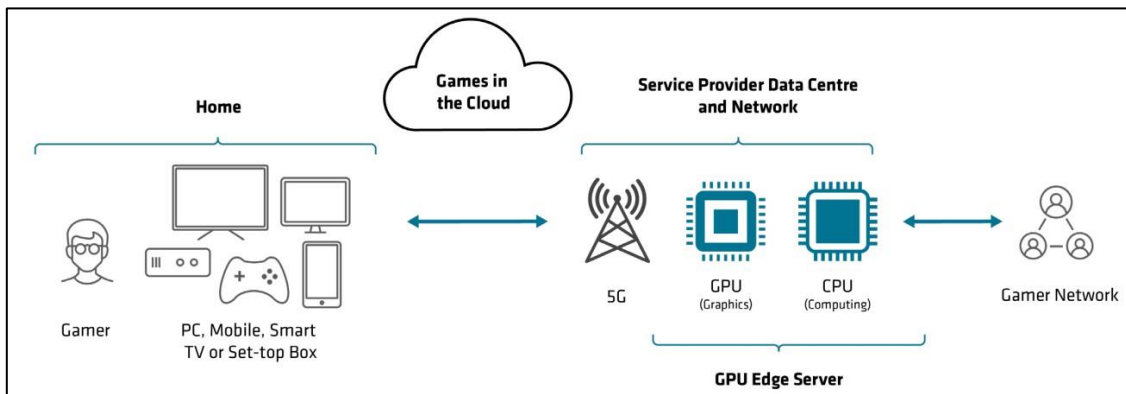 Games in
the Cloud
Home
Service Provider Data Centre
and Network
Gamer
PC, Mobile, Smart
TV or Set-top Box
5G
GPU
(Graphics)
CPU
(Computing)
Gamer Network
GPU Edge Server